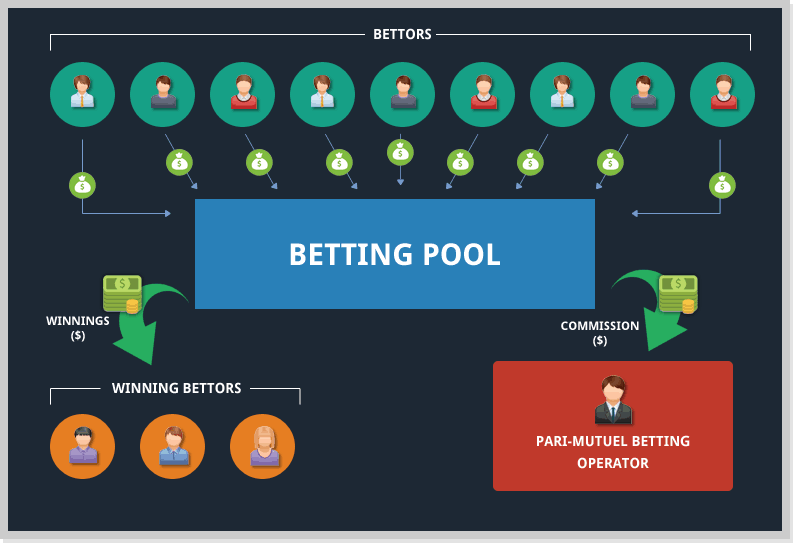 BETTORS
BETTING POOL
WINNINGS
($)
COMMISSION
($)
WINNING BETTORS
PARI-MUTUEL BETTING
OPERATOR